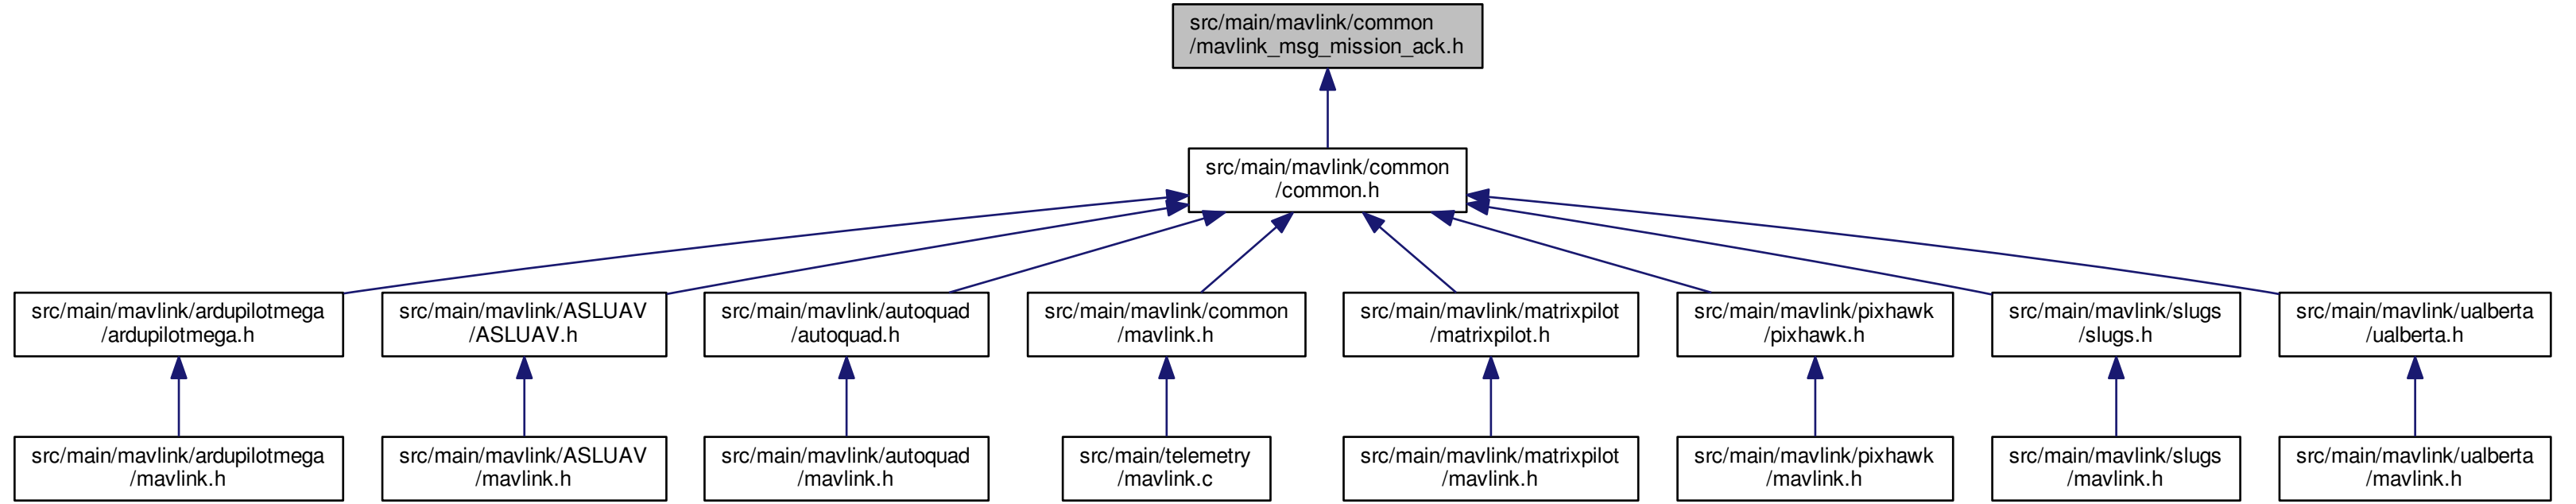 src/main/mavlink/common
/mavlink_msg_mission_ack.h
src/main/mavlink/common
/common.h
src/main/mavlink/ardupilotmega
/ardupilotmega.h
src/main/mavlink/ASLUAV
/ASLUAV.h
src/main/mavlink/autoquad
/autoquad.h
src/main/mavlink/common
/mavlink.h
src/main/mavlink/matrixpilot
/matrixpilot.h
src/main/mavlink/pixhawk
/pixhawk.h
src/main/mavlink/slugs
/slugs.h
src/main/mavlink/ualberta
/ualberta.h
src/main/mavlink/ardupilotmega
/mavlink.h
src/main/mavlink/ASLUAV
/mavlink.h
src/main/mavlink/autoquad
/mavlink.h
src/main/telemetry
/mavlink.c
src/main/mavlink/matrixpilot
/mavlink.h
src/main/mavlink/pixhawk
/mavlink.h
src/main/mavlink/slugs
/mavlink.h
src/main/mavlink/ualberta
/mavlink.h